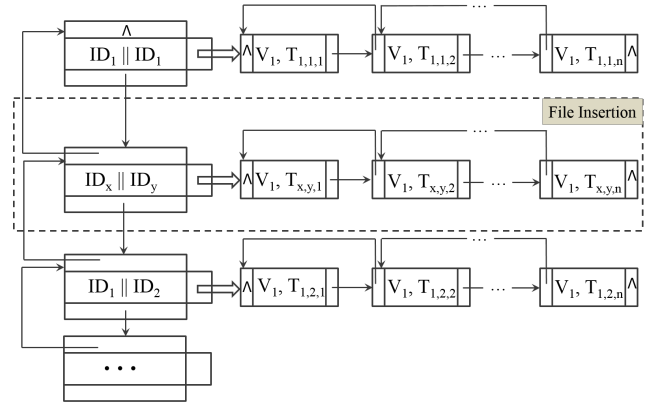 ...
Λ
ID₁ || ID₁ Λ V₁, T₁,₁,₁ V₁, T₁,₁,₂ ... V₁, T₁,₁,ₙ Λ
File Insertion
...
IDₓ || IDᵧ Λ V₁, Tₓ,ᵧ,₁ V₁, Tₓ,ᵧ,₂ ... V₁, Tₓ,ᵧ,ₙ Λ
...
ID₁ || ID₂ Λ V₁, T₁,₂,₁ V₁, T₁,₂,₂ ... V₁, T₁,₂,ₙ Λ
...